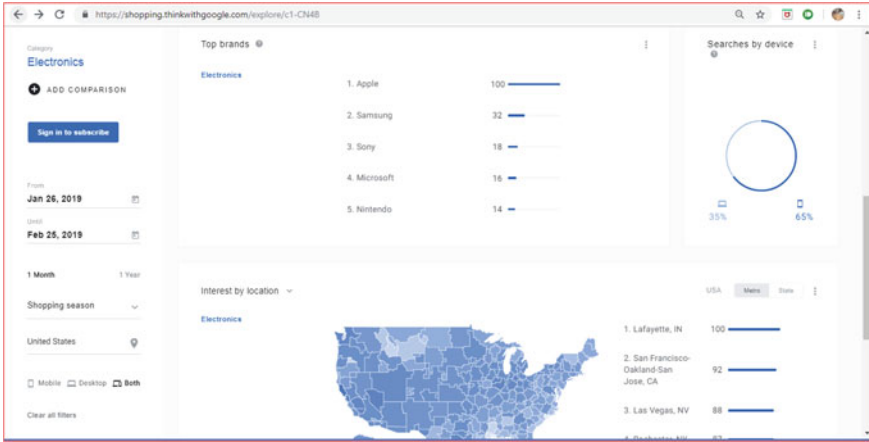 https://shopping.thinkwithgoogle.com/explore/c1-CN48
Category
Electronics
ADD COMPARISON
Sign in to subscribe
From
Jan 26, 2019
Until
Feb 25, 2019
1 Month 1 Year
Shopping season
United States
Mobile Desktop Both
Clear all filters
Top brands
Electronics
1. Apple 100
2. Samsung 32
3. Sony 18
4. Microsoft 16
5. Nintendo 14
Searches by device
35% 65%
Interest by location
USA Metro State
Electronics
1. Lafayette, IN 100
2. San Francisco-
Oakland-San
Jose, CA
92
3. Las Vegas, NV 88